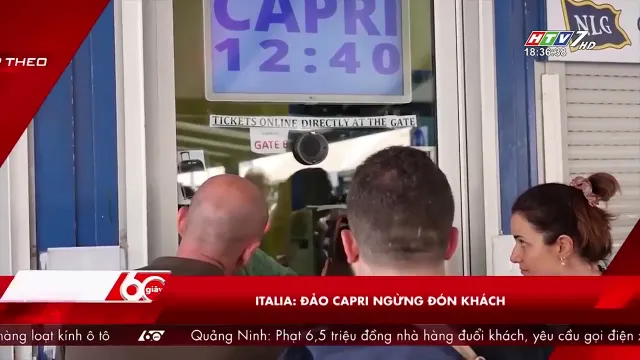 CAPRI
12:40
NLG
HTV7 HD
18:36:38
THEO
TICKETS ONLINE DIRECTLY AT THE GATE
GATE
60 giây
ITALIA: ĐẢO CAPRI NGỪNG ĐÓN KHÁCH
hàng loạt kính ô tô
60s
Quảng Ninh: Phạt 6,5 triệu đồng nhà hàng đuổi khách, yêu cầu gọi điện